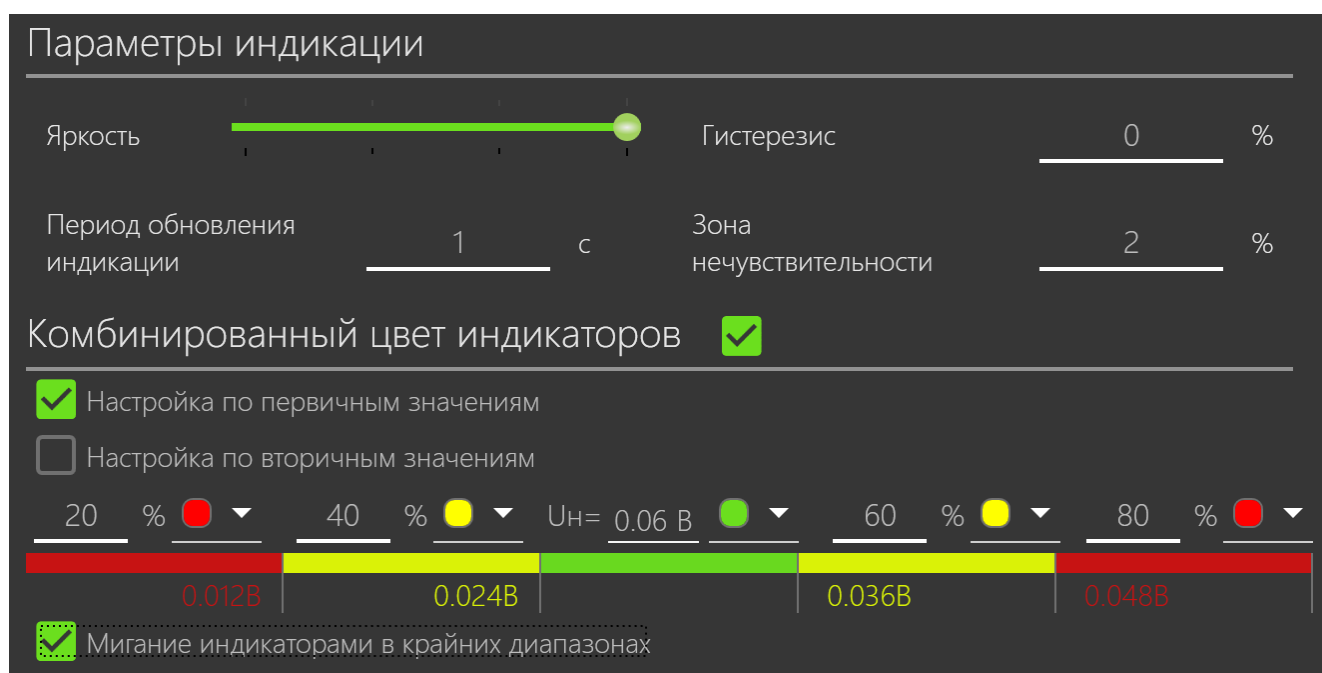 Параметры индикации
Яркость
Гистерезис 0 %
Период обновления
индикации 1 с
Зона
нечувствительности 2 %
Комбинированный цвет индикаторов
Настройка по первичным значениям
Настройка по вторичным значениям
20 % 40 % Uн= 0.06 В 60 % 80 %
0.012В 0.024В 0.036В 0.048В
Мигание индикаторами в крайних диапазонах